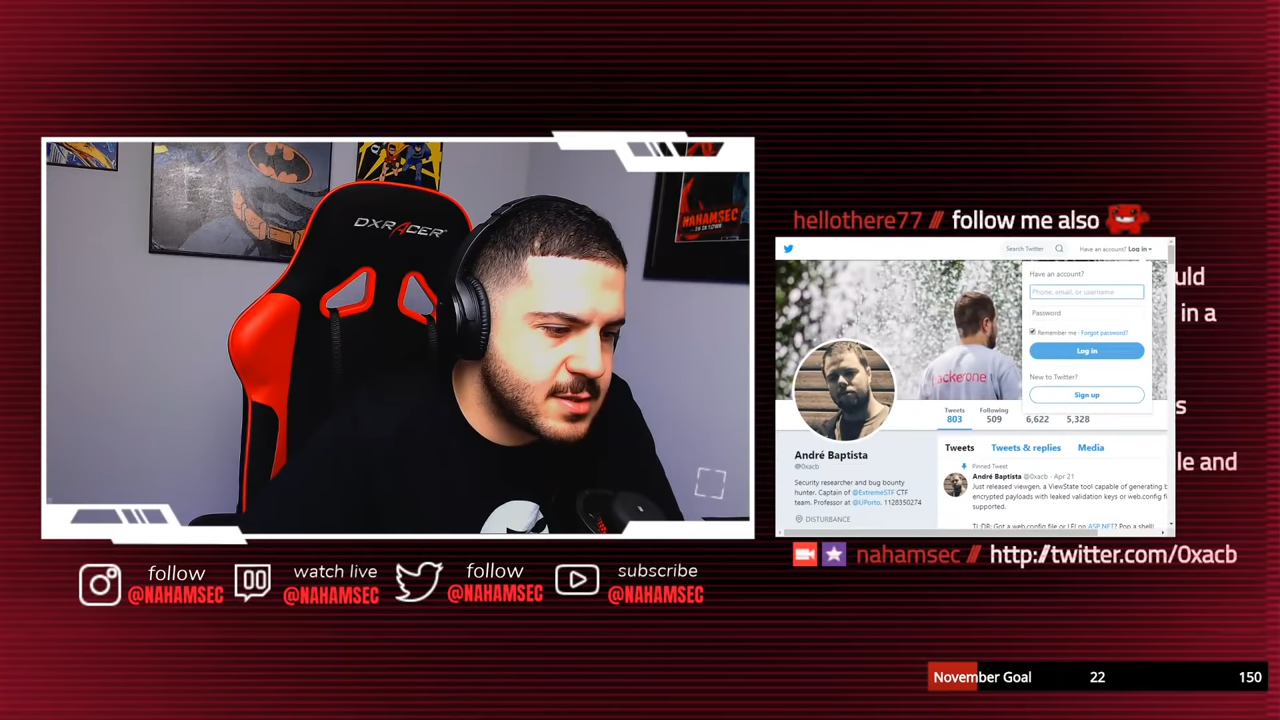 DXRACER
NAHAMSEC
follow
@NAHAMSEC
watch live
@NAHAMSEC
follow
@NAHAMSEC
subscribe
@NAHAMSEC
hellothere77 // follow me also
uld
in a
s
le and
Search Twitter
Have an account? Log in
Have an account?
Phone, email, or username
Password
Remember me · Forgot password?
Log in
New to Twitter?
Sign up
ackerone
Tweets
803
Following
509
6,622
5,328
André Baptista
@0xacb
Security researcher and bug bounty
hunter. Captain of @ExtremeSTF CTF
team. Professor at @UPorto. 1128350274
DISTURBANCE
Tweets
Tweets & replies
Media
Pinned Tweet
André Baptista @0xacb · Apr 21
Just released viewgen, a ViewState tool capable of generating
encrypted payloads with leaked validation keys or web.config f
supported.
TL;DR: Got a web.config file or LFI on ASP.NET? Pop a shell!
nahamsec // http://twitter.com/0xacb
November Goal
22
150